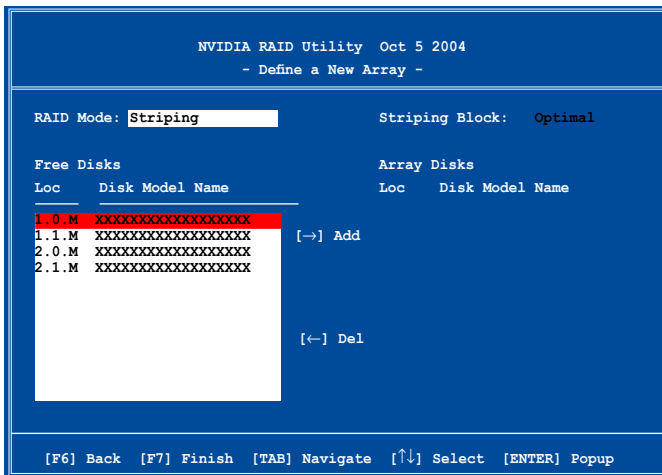 NVIDIA RAID Utility Oct 5 2004
- Define a New Array -
RAID Mode: Striping Striping Block: Optimal
Free Disks Array Disks
Loc Disk Model Name Loc Disk Model Name
1.0.M XXXXXXXXXXXXXXXXXX
1.1.M XXXXXXXXXXXXXXXXXX [→] Add
2.0.M XXXXXXXXXXXXXXXXXX
2.1.M XXXXXXXXXXXXXXXXXX
[←] Del
[F6] Back [F7] Finish [TAB] Navigate [↑↓] Select [ENTER] Popup